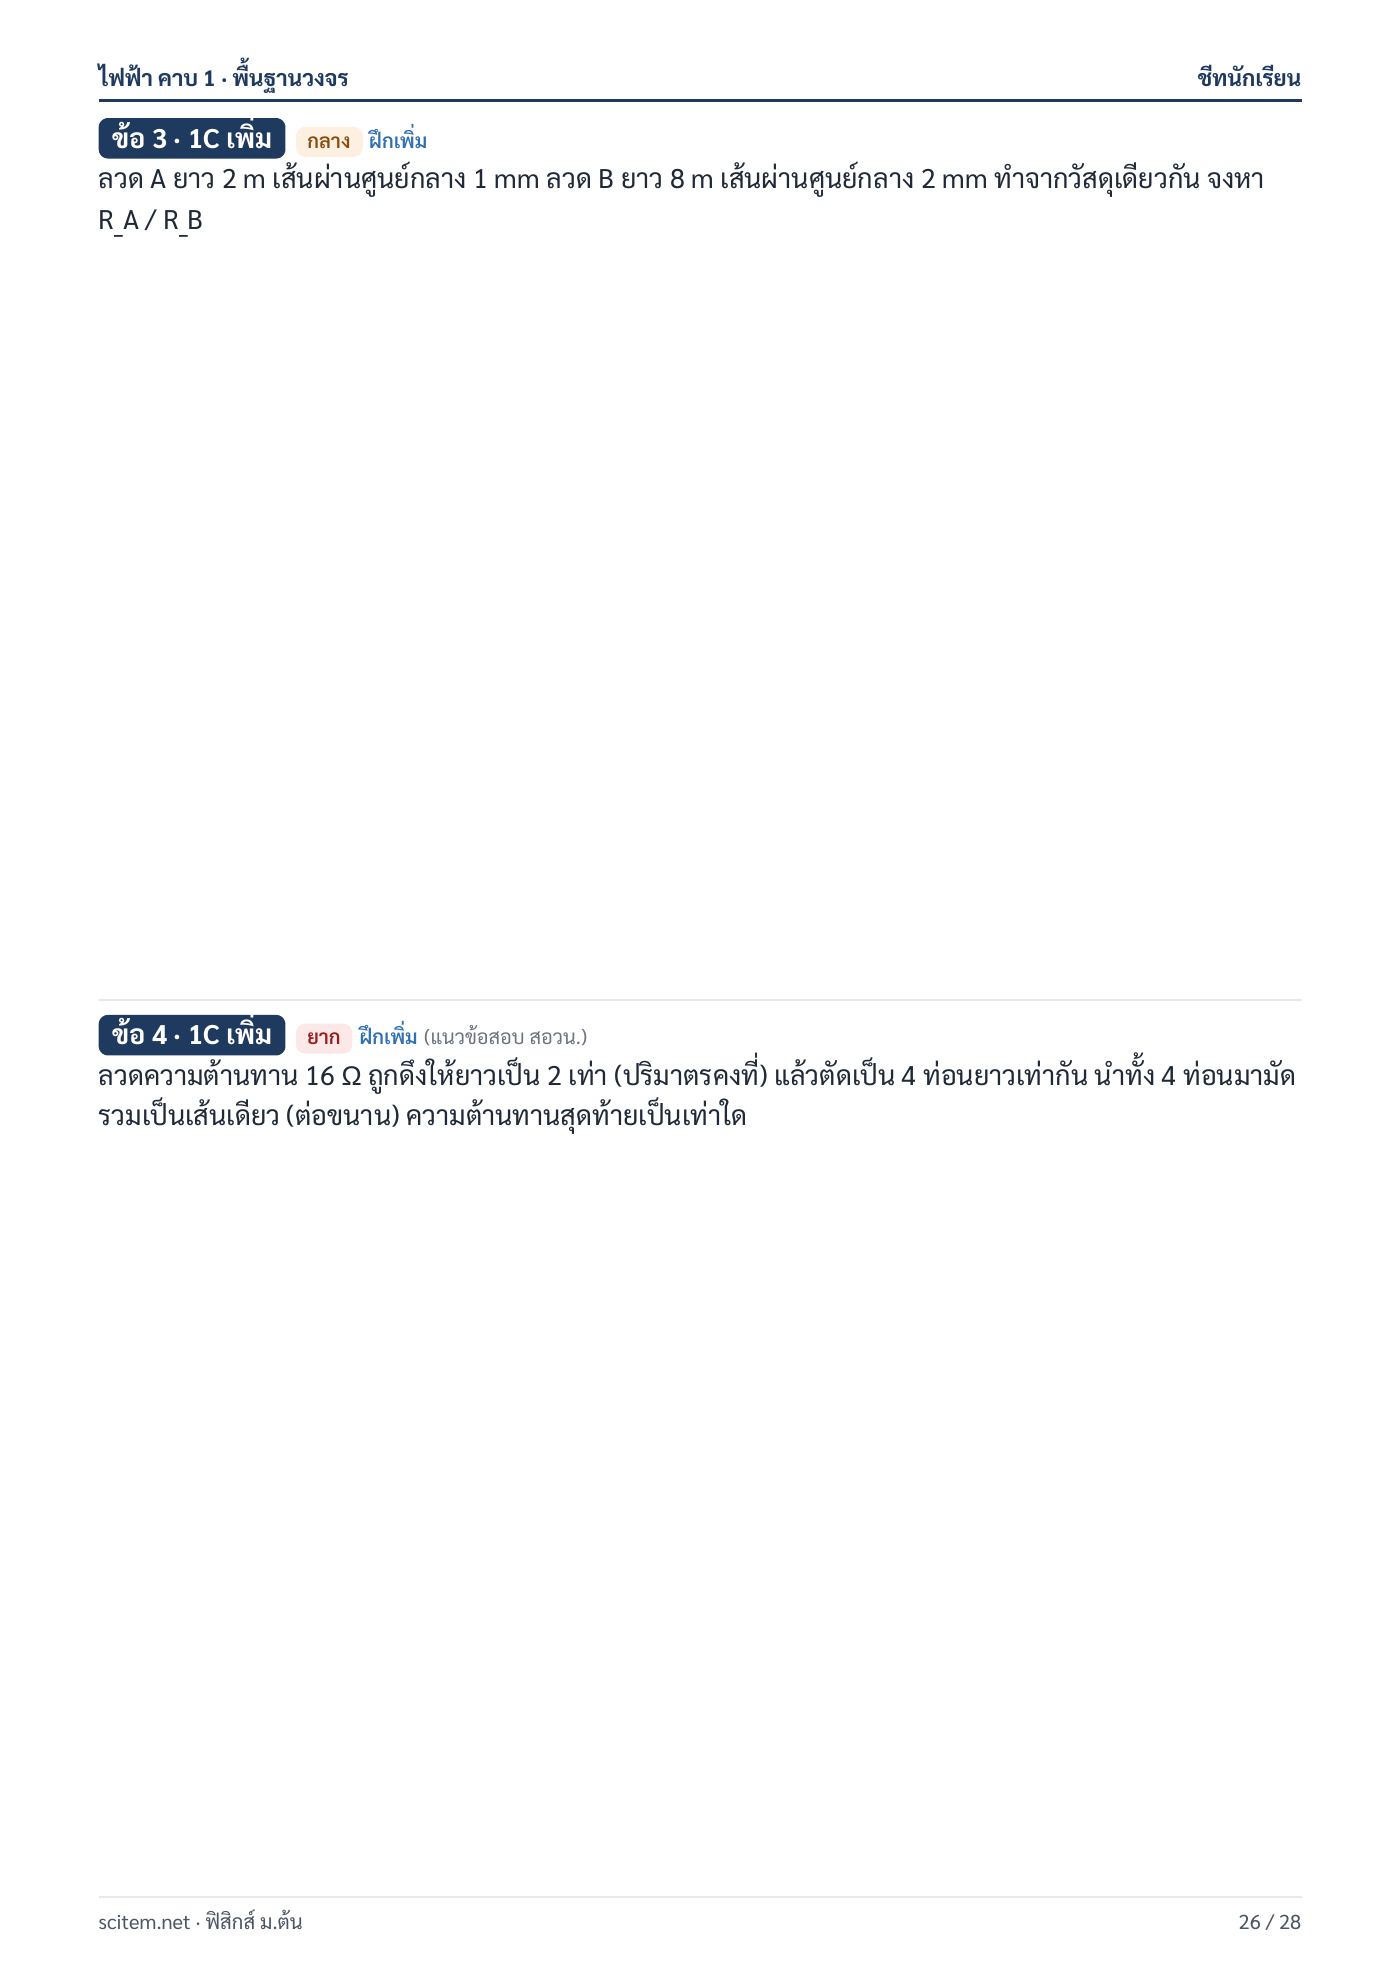 ไฟฟ้า คาบ 1 · พื้นฐานวงจร ชีทนักเรียน
ข้อ 3 · 1C เพิ่ม กลาง ฝึกเพิ่ม
ลวด A ยาว 2 m เส้นผ่านศูนย์กลาง 1 mm ลวด B ยาว 8 m เส้นผ่านศูนย์กลาง 2 mm ทำจากวัสดุเดียวกัน จงหา
R_A / R_B
ข้อ 4 · 1C เพิ่ม ยาก ฝึกเพิ่ม (แนวข้อสอบ สอวน.)
ลวดความต้านทาน 16 Ω ถูกดึงให้ยาวเป็น 2 เท่า (ปริมาตรคงที่) แล้วตัดเป็น 4 ท่อนยาวเท่ากัน นำทั้ง 4 ท่อนมามัด
รวมเป็นเส้นเดียว (ต่อขนาน) ความต้านทานสุดท้ายเป็นเท่าใด
scitem.net · ฟิสิกส์ ม.ต้น 26 / 28